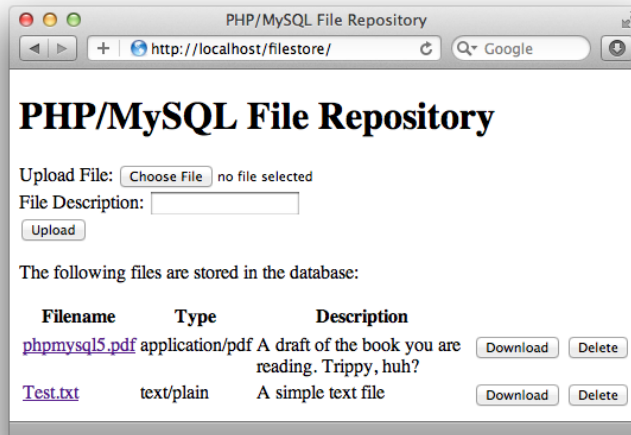 PHP/MySQL File Repository
+ http://localhost/filestore/ Google
PHP/MySQL File Repository
Upload File: Choose File no file selected
File Description:
Upload
The following files are stored in the database:
Filename Type Description
phpmysql5.pdf application/pdf A draft of the book you are Download Delete
reading. Trippy, huh?
Test.txt text/plain A simple text file Download Delete